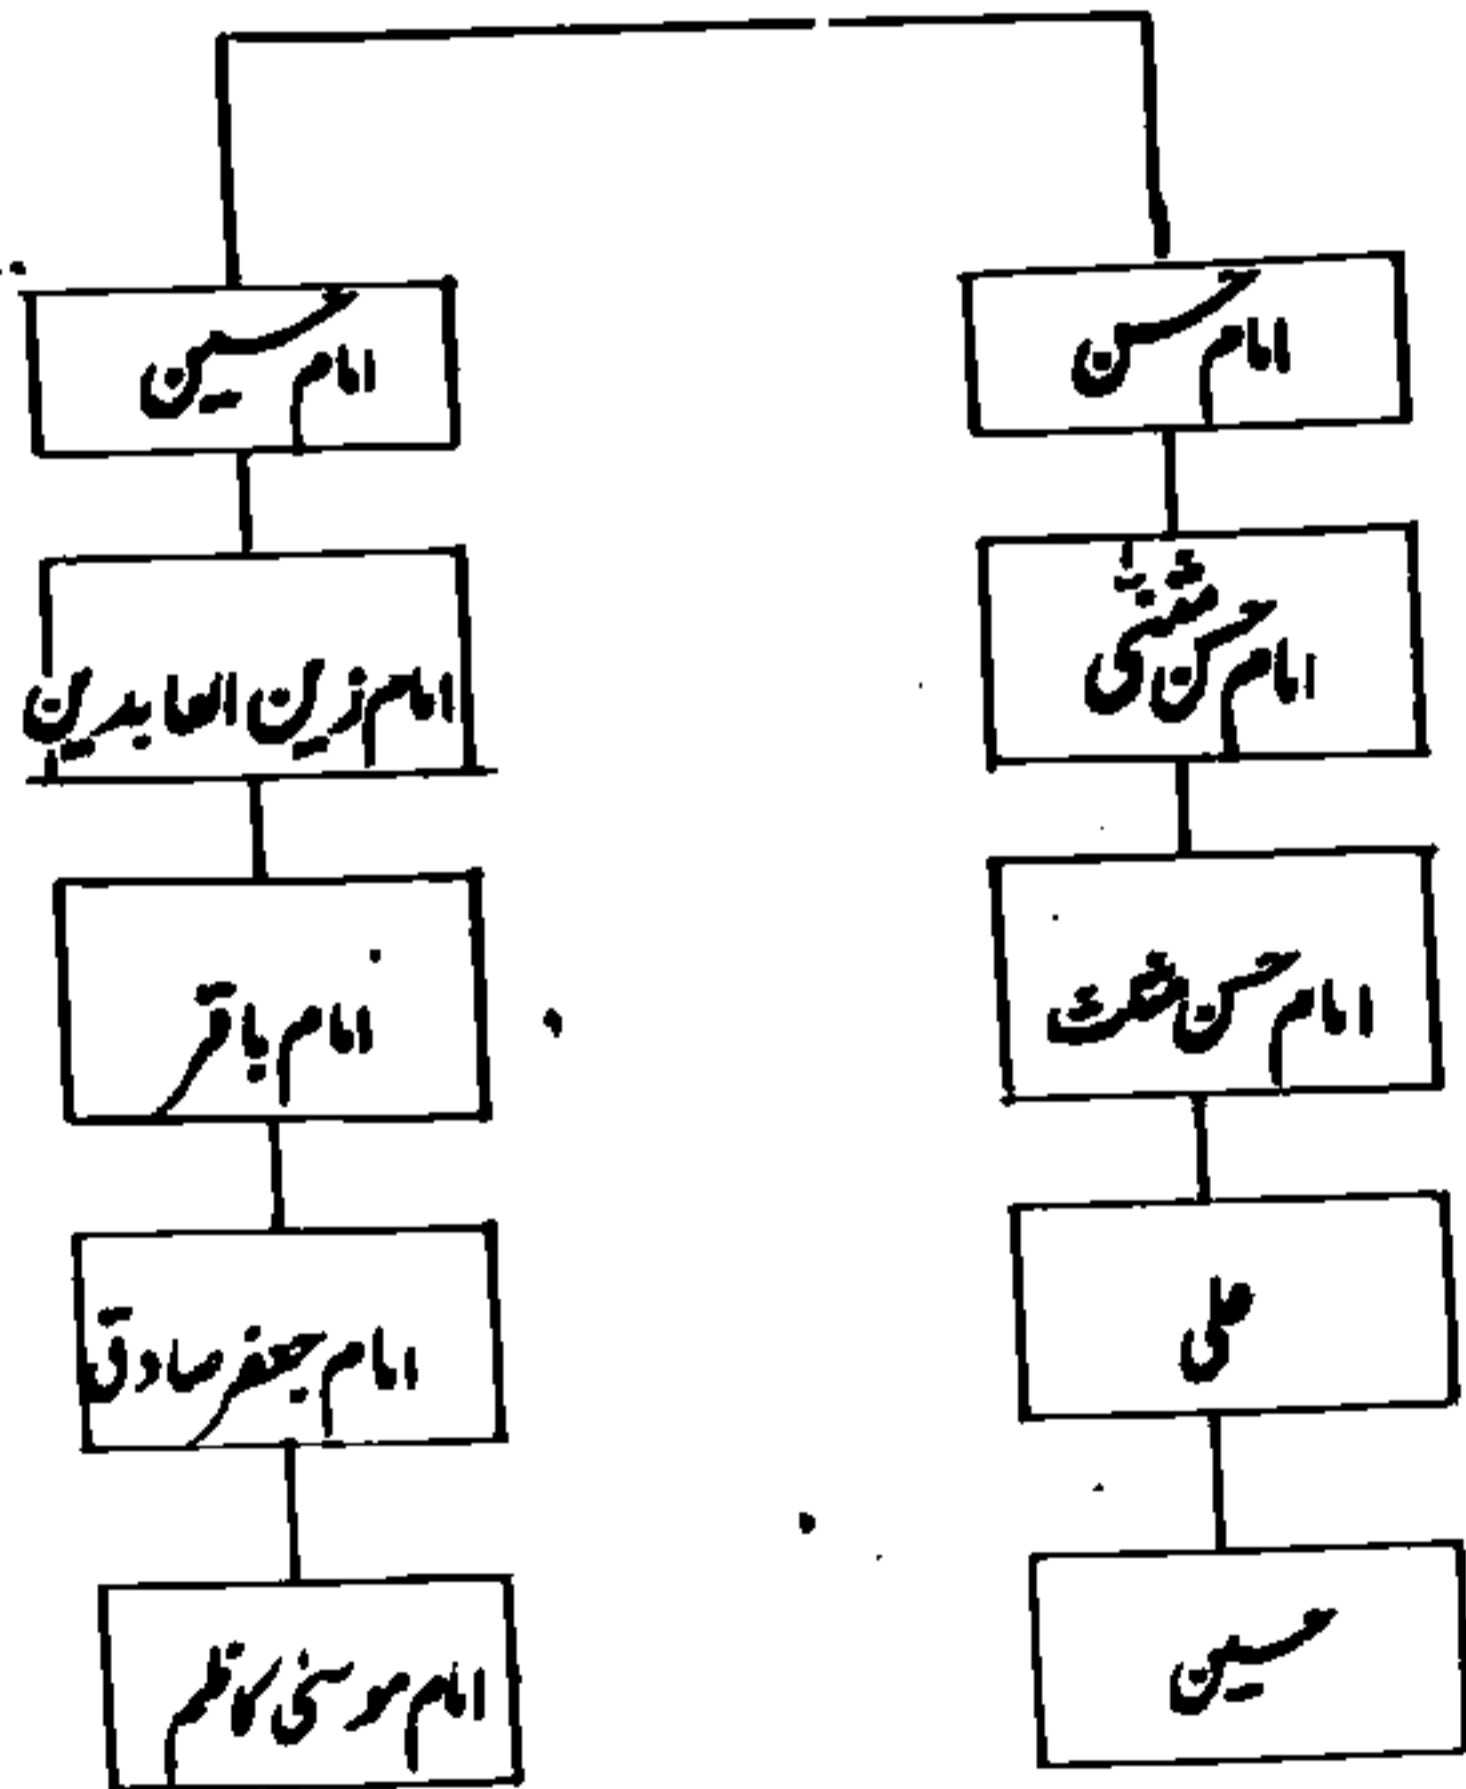 امام حسن
امام حسن مثنیٰ
امام حسن مثلث
علی
حسین
امام حسین
امام زین العابدین
امام باقر
امام جعفر صادق
امام موسیٰ کاظم